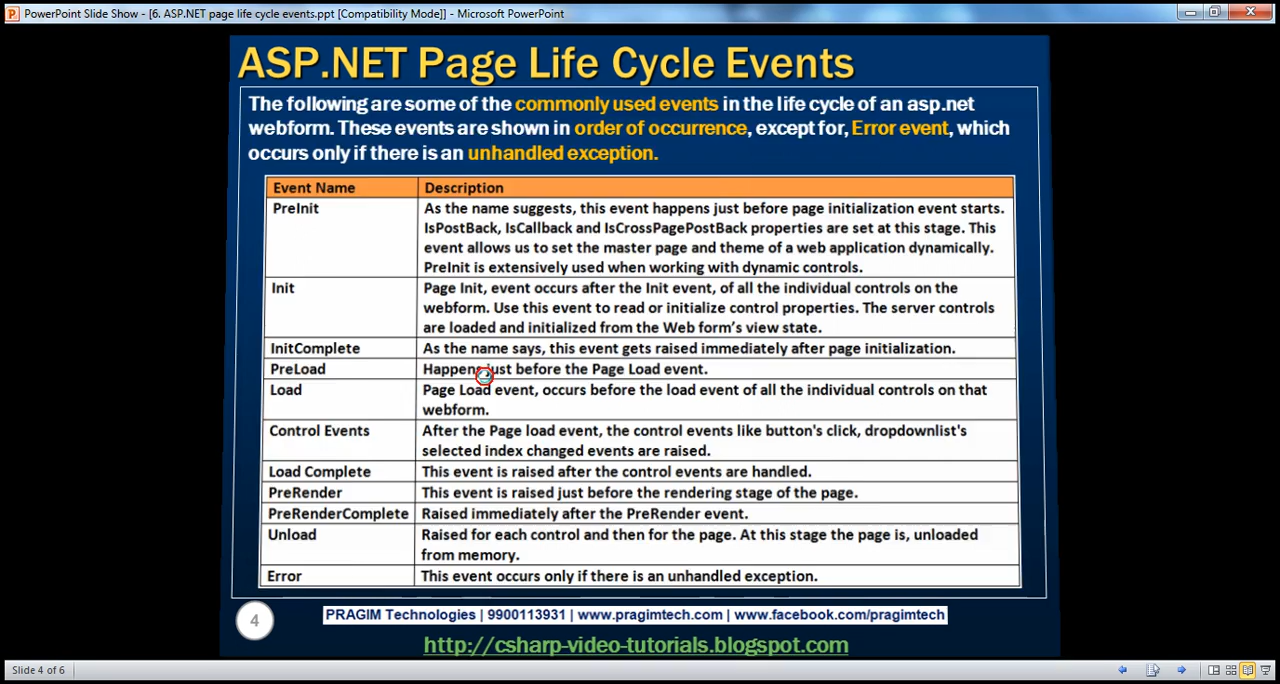 PowerPoint Slide Show - [6. ASP.NET page life cycle events.ppt [Compatibility Mode]] - Microsoft PowerPoint
ASP.NET Page Life Cycle Events
The following are some of the commonly used events in the life cycle of an asp.net
webform. These events are shown in order of occurrence, except for, Error event, which
occurs only if there is an unhandled exception.
Event Name Description
PreInit As the name suggests, this event happens just before page initialization event starts.
IsPostBack, IsCallback and IsCrossPagePostBack properties are set at this stage. This
event allows us to set the master page and theme of a web application dynamically.
PreInit is extensively used when working with dynamic controls.
Init Page Init, event occurs after the Init event, of all the individual controls on the
webform. Use this event to read or initialize control properties. The server controls
are loaded and initialized from the Web form's view state.
InitComplete As the name says, this event gets raised immediately after page initialization.
PreLoad Happens just before the Page Load event.
Load Page Load event, occurs before the load event of all the individual controls on that
webform.
Control Events After the Page load event, the control events like button's click, dropdownlist's
selected index changed events are raised.
Load Complete This event is raised after the control events are handled.
PreRender This event is raised just before the rendering stage of the page.
PreRenderComplete Raised immediately after the PreRender event.
Unload Raised for each control and then for the page. At this stage the page is, unloaded
from memory.
Error This event occurs only if there is an unhandled exception.
4
PRAGIM Technologies | 9900113931 | www.pragimtech.com | www.facebook.com/pragimtech
http://csharp-video-tutorials.blogspot.com
Slide 4 of 6